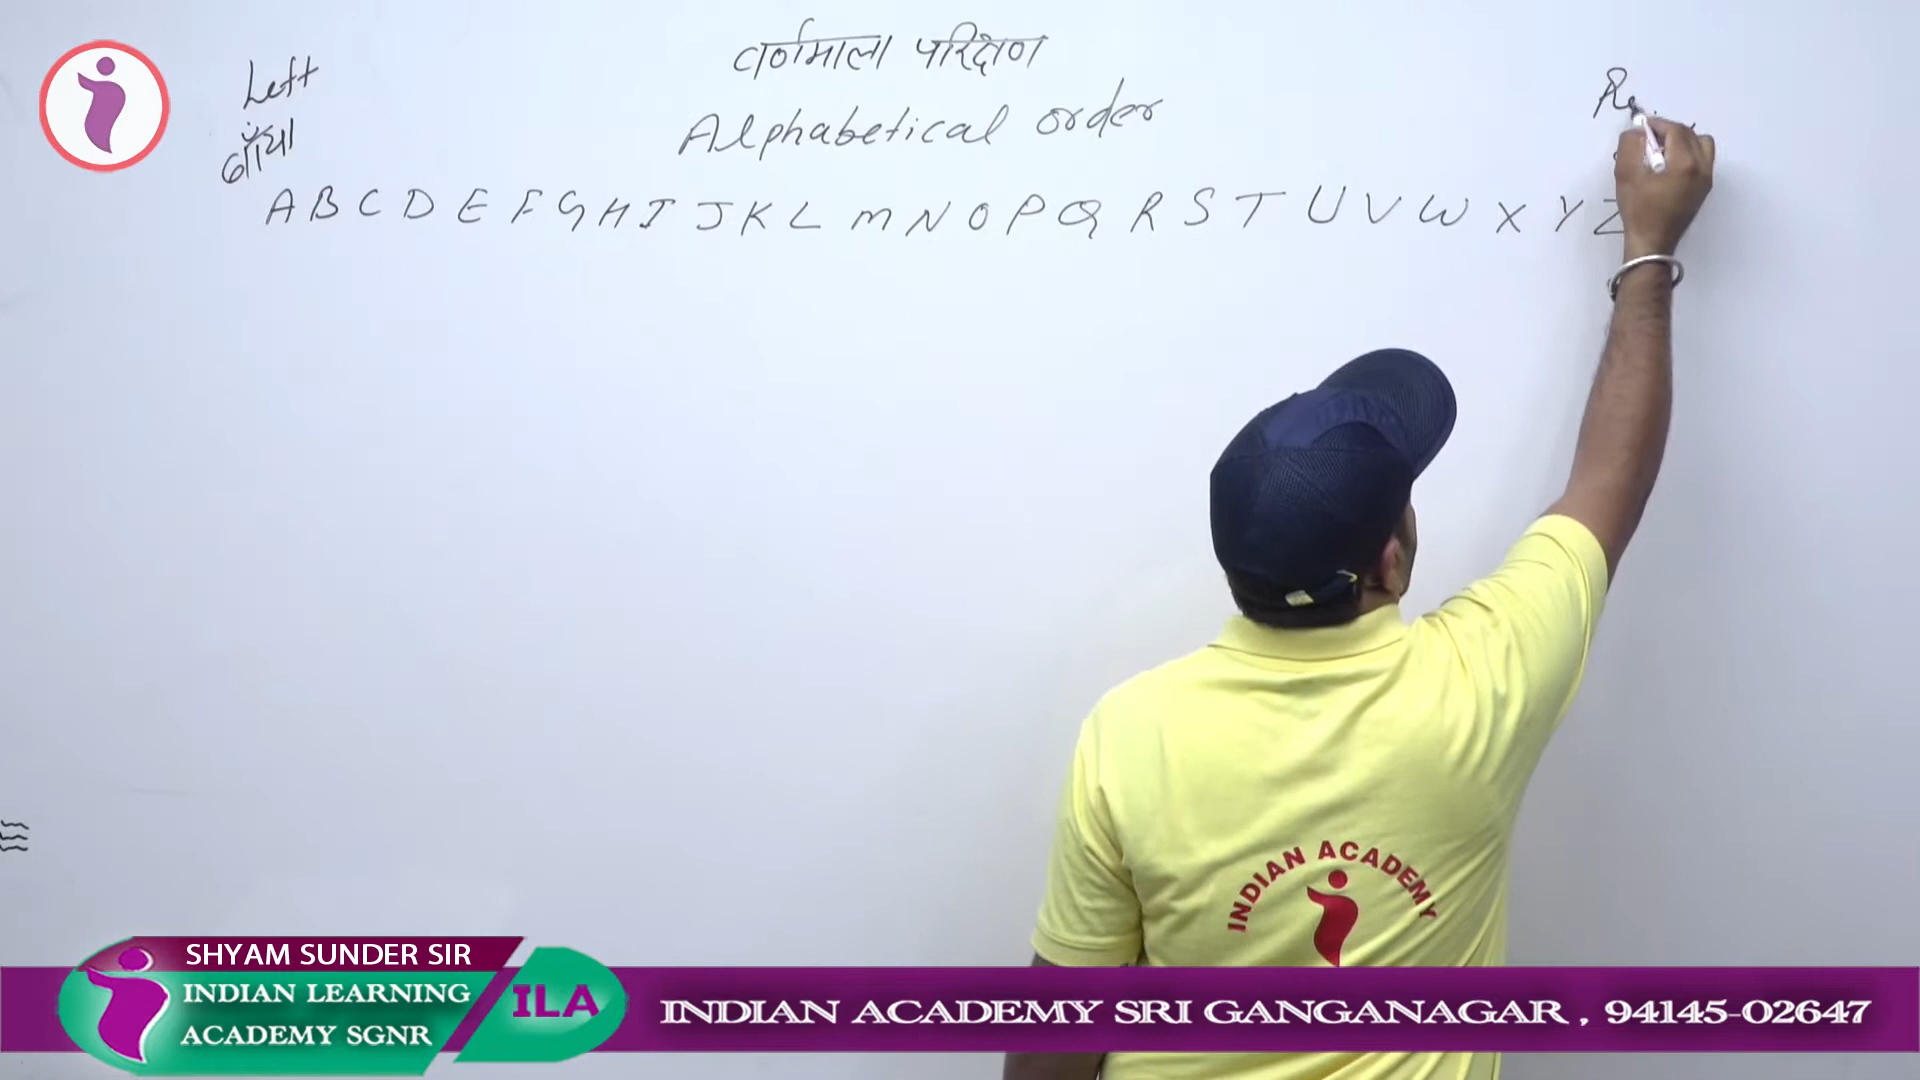 वर्णमाला परिक्षण
Left
बाँया
Alphabetical order
A B C D E F G H I J K L M N O P Q R S T U V W X Y Z
INDIAN ACADEMY
SHYAM SUNDER SIR
INDIAN LEARNING
ACADEMY SGNR
ILA
INDIAN ACADEMY SRI GANGANAGAR , 94145-02647